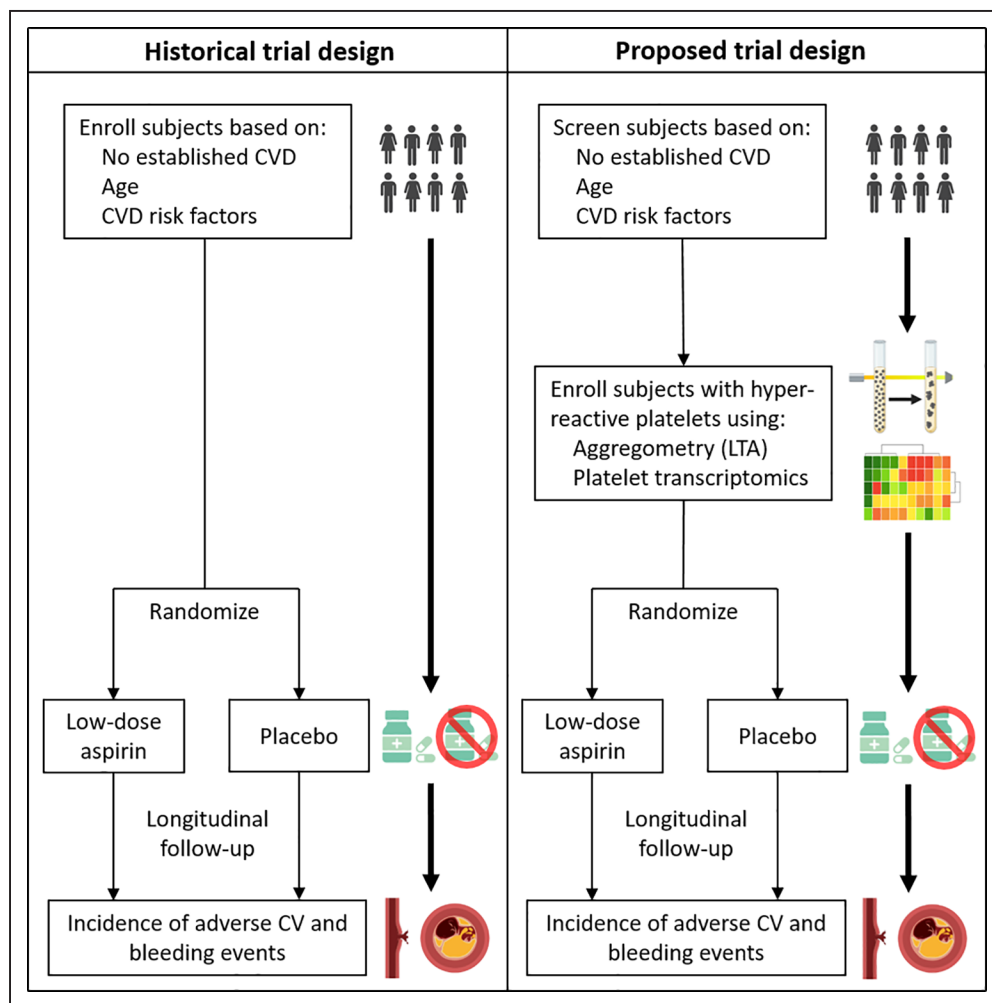 Historical trial design
Enroll subjects based on:
No established CVD
Age
CVD risk factors
Randomize
Low-dose
aspirin
Placebo
Longitudinal
follow-up
Incidence of adverse CV and
bleeding events
Proposed trial design
Screen subjects based on:
No established CVD
Age
CVD risk factors
Enroll subjects with hyper-
reactive platelets using:
Aggregometry (LTA)
Platelet transcriptomics
Randomize
Low-dose
aspirin
Placebo
Longitudinal
follow-up
Incidence of adverse CV and
bleeding events